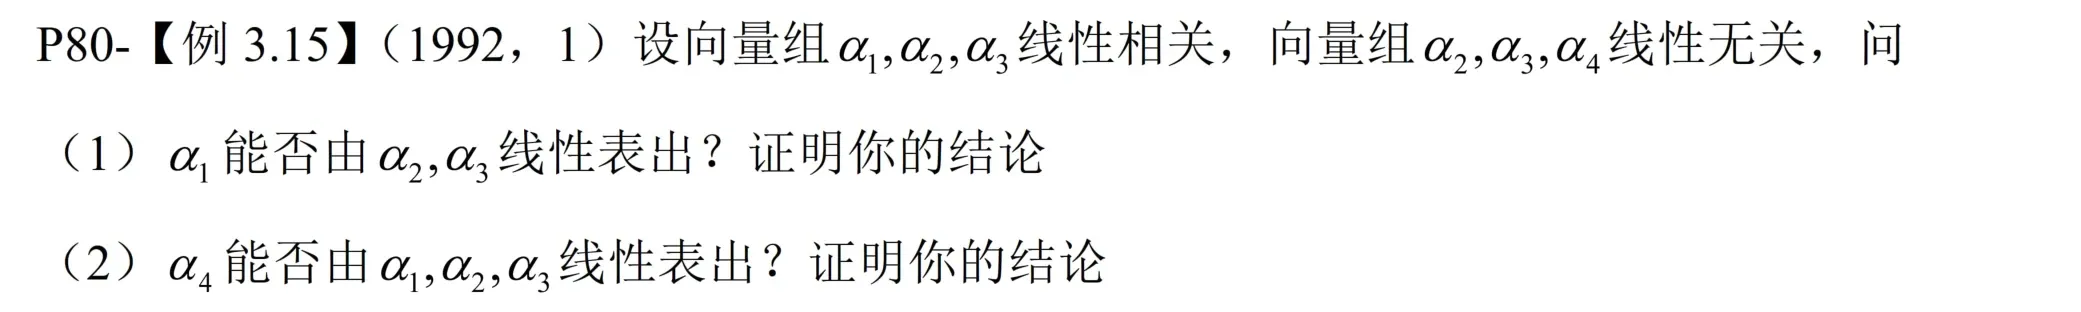 P80-【例 3.15】（1992，1）设向量组α₁,α₂,α₃线性相关，向量组α₂,α₃,α₄线性无关，问
（1）α₁能否由α₂,α₃线性表出？证明你的结论
（2）α₄能否由α₁,α₂,α₃线性表出？证明你的结论